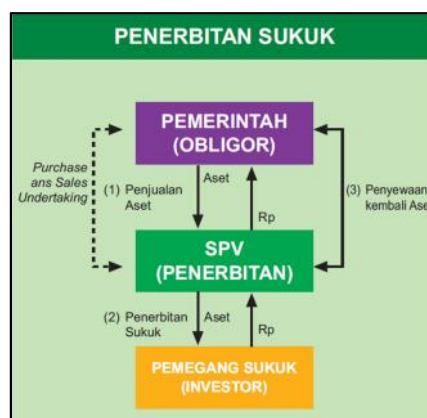 PENERBITAN SUKUK
PEMERINTAH
(OBLIGOR)
Purchase
ans Sales
Undertaking
(1) Penjualan
Aset
Aset
Rp
(3) Penyewaan
kembali Ase
SPV
(PENERBITAN)
(2) Penerbitan
Sukuk
Aset
Rp
PEMEGANG SUKUK
(INVESTOR)